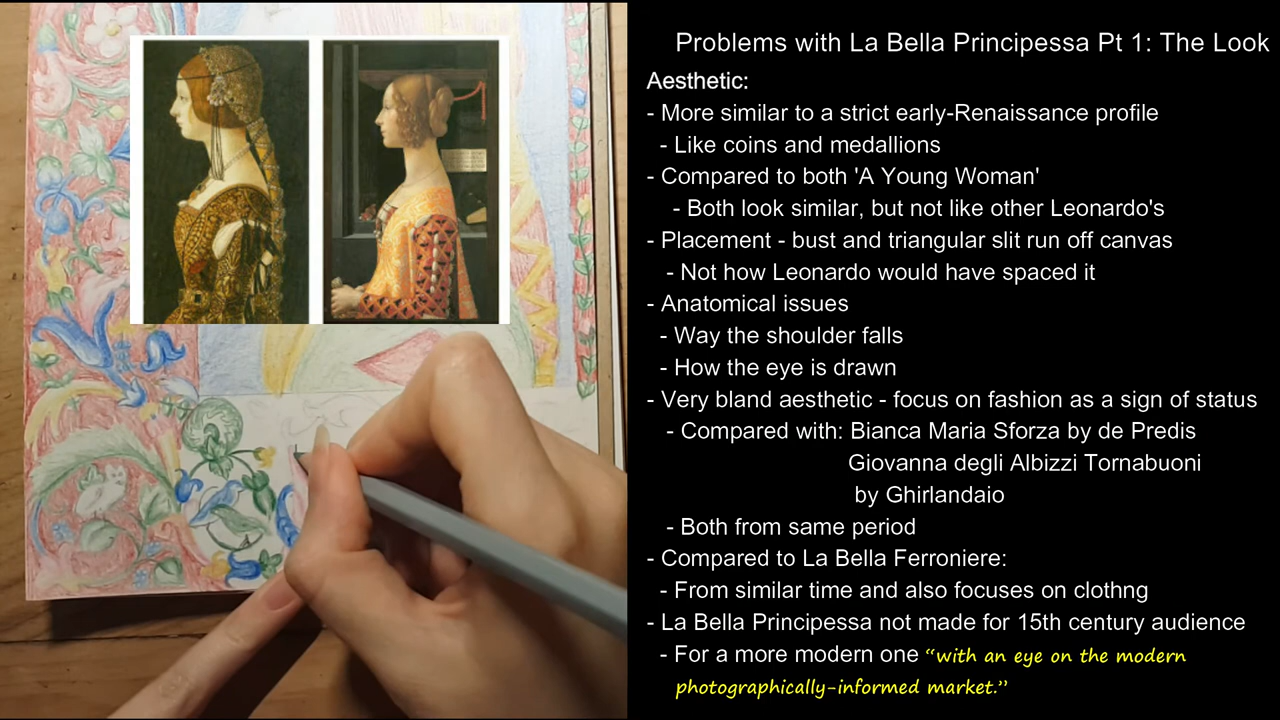 Problems with La Bella Principessa Pt 1: The Look
Aesthetic:
- More similar to a strict early-Renaissance profile
- Like coins and medallions
- Compared to both 'A Young Woman'
- Both look similar, but not like other Leonardo's
- Placement - bust and triangular slit run off canvas
- Not how Leonardo would have spaced it
- Anatomical issues
- Way the shoulder falls
- How the eye is drawn
- Very bland aesthetic - focus on fashion as a sign of status
- Compared with: Bianca Maria Sforza by de Predis
Giovanna degli Albizzi Tornabuoni
by Ghirlandaio
- Both from same period
- Compared to La Bella Ferroniere:
- From similar time and also focuses on clothng
- La Bella Principessa not made for 15th century audience
- For a more modern one “with an eye on the modern
photographically-informed market.”